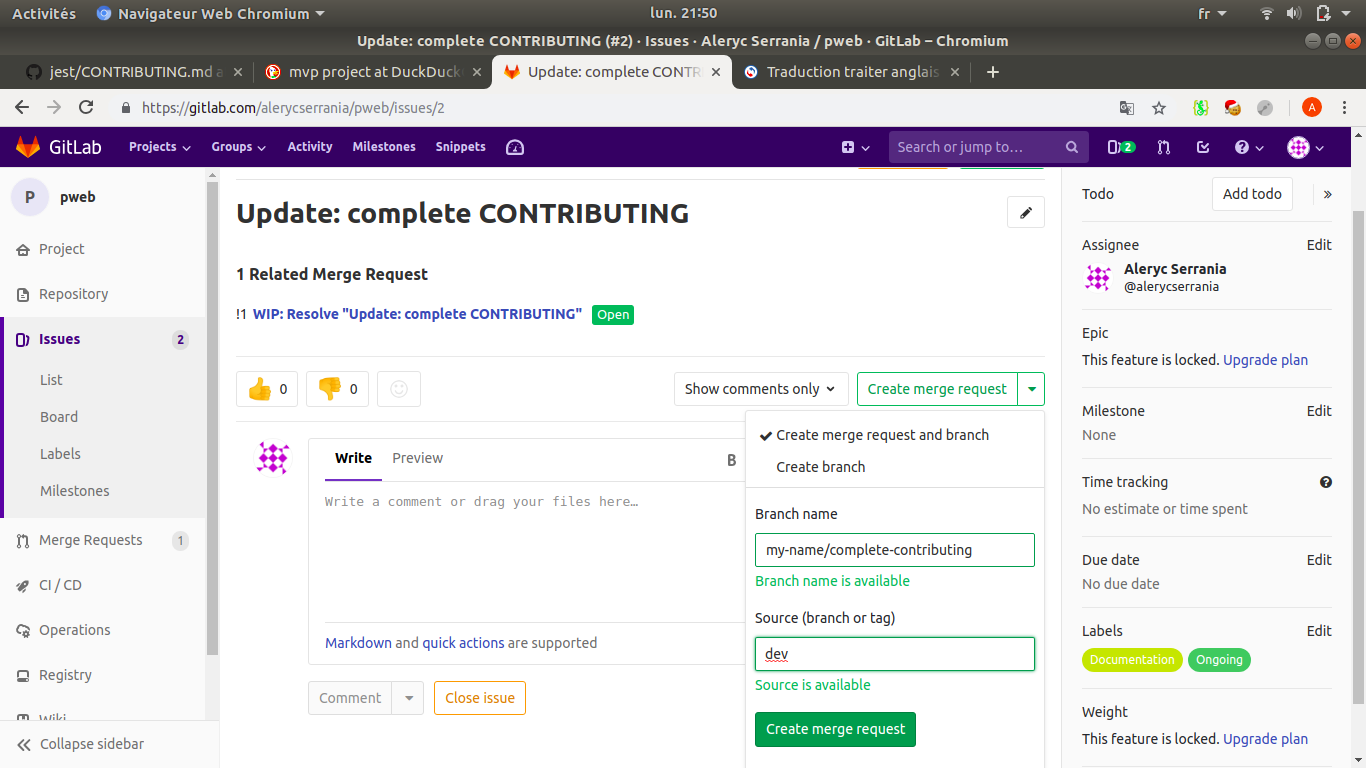 Activités Navigateur Web Chromium lun. 21:50 fr
Update: complete CONTRIBUTING (#2) · Issues · Aleryc Serrania / pweb · GitLab – Chromium
jest/CONTRIBUTING.md a mvp project at DuckDuck Update: complete CONTR Traduction traiter anglais
https://gitlab.com/alerycserrania/pweb/issues/2 A
GitLab Projects Groups Activity Milestones Snippets Search or jump to… 2
P pweb
Project
Repository
Issues 2
List
Board
Labels
Milestones
Merge Requests 1
CI / CD
Operations
Registry
Wiki
Collapse sidebar
Update: complete CONTRIBUTING
1 Related Merge Request
!1 WIP: Resolve "Update: complete CONTRIBUTING" Open
0 0 Show comments only Create merge request
Create merge request and branch
Create branch
Branch name
my-name/complete-contributing
Branch name is available
Source (branch or tag)
dev
Source is available
Create merge request
Write Preview B
Write a comment or drag your files here…
Markdown and quick actions are supported
Comment Close issue
Todo Add todo »
Assignee Edit
Aleryc Serrania
@alerycserrania
Epic
This feature is locked. Upgrade plan
Milestone Edit
None
Time tracking
No estimate or time spent
Due date Edit
No due date
Labels Edit
Documentation Ongoing
Weight
This feature is locked. Upgrade plan